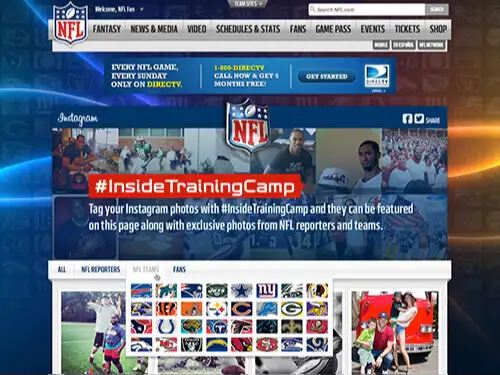 TEAM SITES
Welcome, NFL Fan
Search NFL.com
SEARCH
NFL
FANTASY NEWS & MEDIA VIDEO SCHEDULES & STATS FANS GAME PASS EVENTS TICKETS SHOP
MOBILE EN ESPAÑOL NFL NETWORK
EVERY NFL GAME,
EVERY SUNDAY
ONLY ON DIRECTV.
1-800-DIRECTV
CALL NOW & GET 5
MONTHS FREE!
GET STARTED
DIRECTV
Instagram
SHARE
NFL
#InsideTrainingCamp
Tag your Instagram photos with #InsideTrainingCamp and they can be featured
on this page along with exclusive photos from NFL reporters and teams.
ALL NFL REPORTERS NFL TEAMS FANS